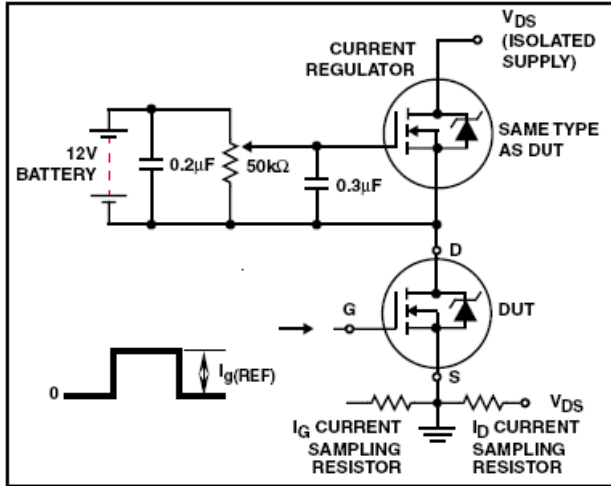 VDS
(ISOLATED
SUPPLY)
CURRENT
REGULATOR
SAME TYPE
AS DUT
12V
BATTERY
0.2μF
50kΩ
0.3μF
D
G
DUT
0
Ig(REF)
S
VDS
IG CURRENT
SAMPLING
RESISTOR
ID CURRENT
SAMPLING
RESISTOR